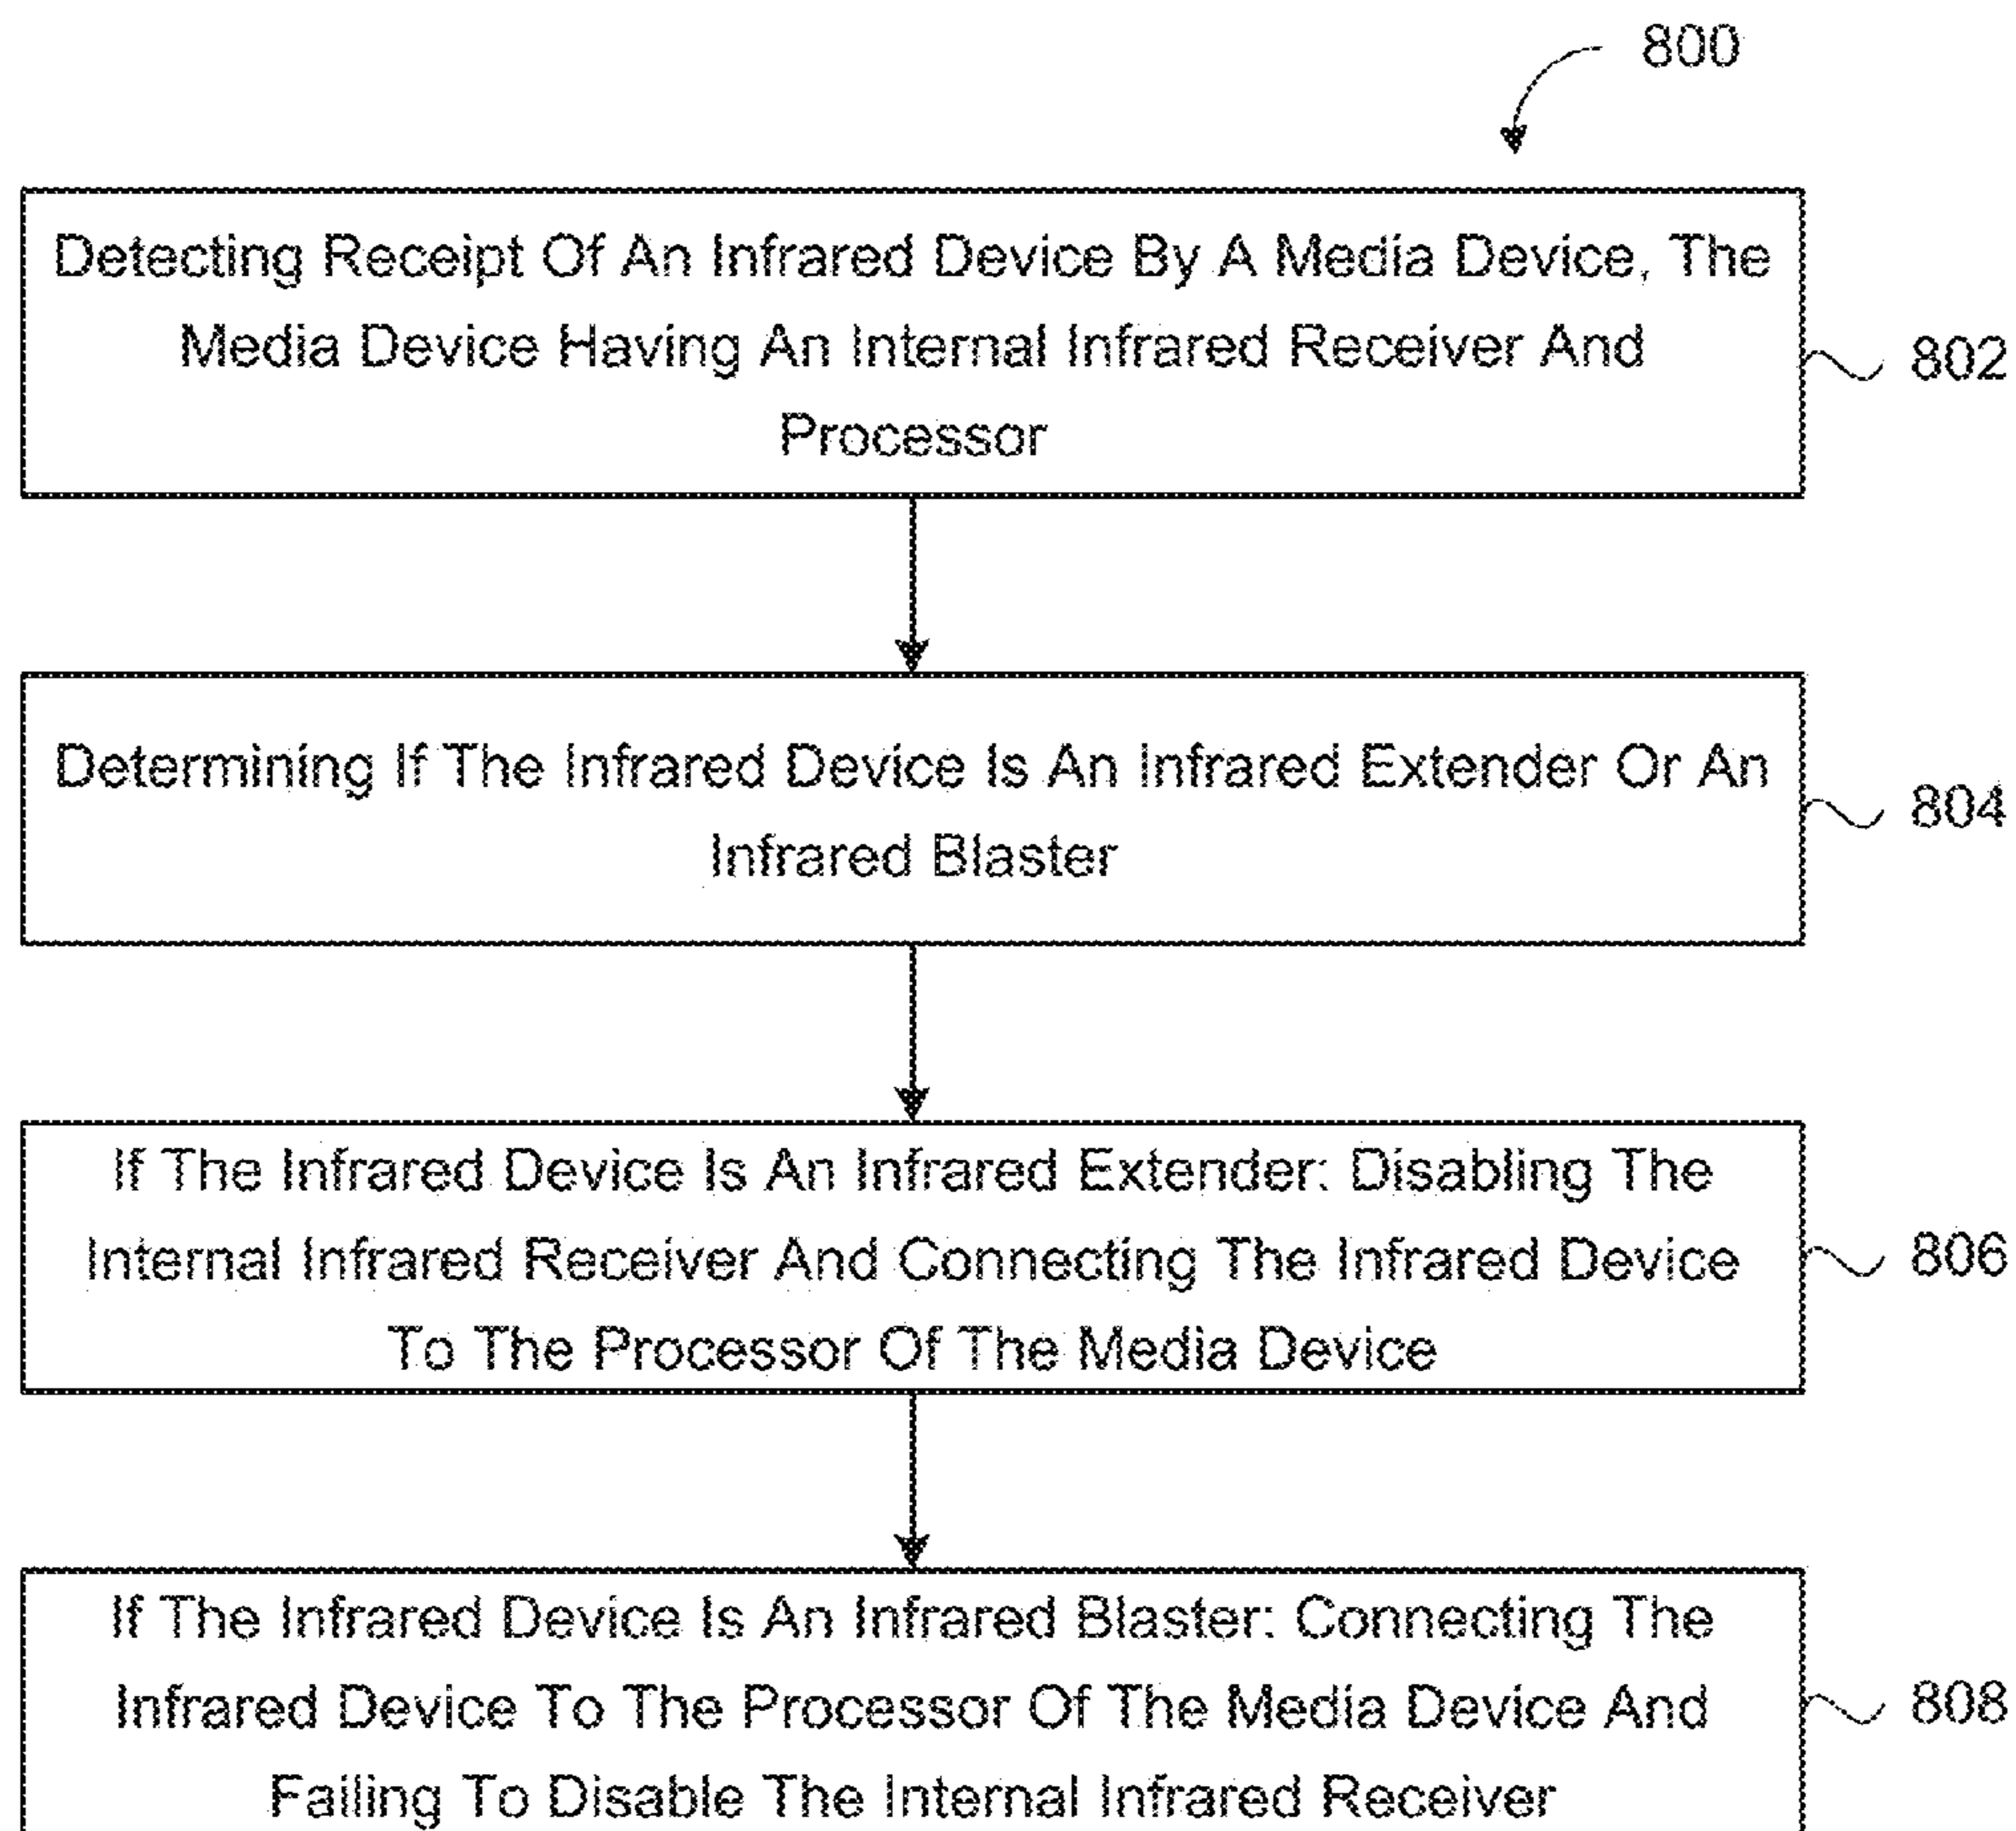 800
Detecting Receipt Of An Infrared Device By A Media Device, The
Media Device Having An Internal Infrared Receiver And
Processor
802
Determining If The Infrared Device Is An Infrared Extender Or An
Infrared Blaster
804
If The Infrared Device Is An Infrared Extender: Disabling The
Internal Infrared Receiver And Connecting The Infrared Device
To The Processor Of The Media Device
806
If The Infrared Device Is An Infrared Blaster: Connecting The
Infrared Device To The Processor Of The Media Device And
Failing To Disable The Internal Infrared Receiver
808